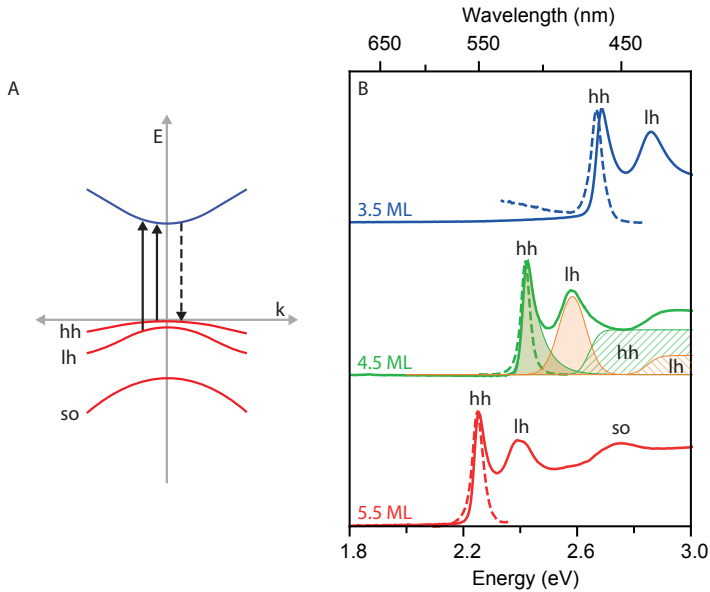 A
E
k
hh
lh
so
Wavelength (nm)
650
550
450
B
hh
lh
3.5 ML
hh
lh
4.5 ML
hh
lh
hh
lh
so
5.5 ML
1.8
2.2
2.6
3.0
Energy (eV)